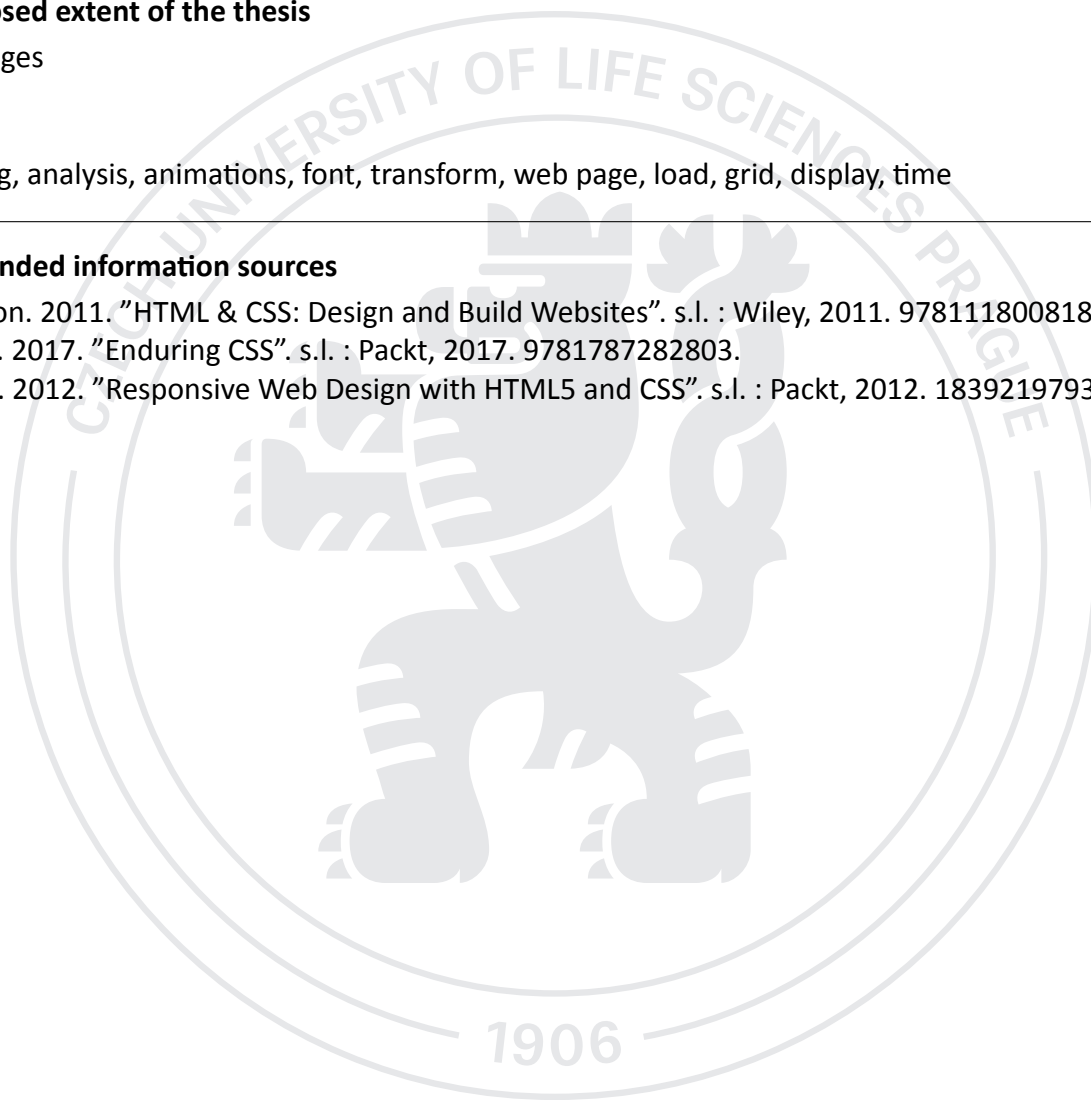 osed extent of the thesis
ges
g, analysis, animations, font, transform, web page, load, grid, display, time
nded information sources
on. 2011. ”HTML & CSS: Design and Build Websites”. s.l. : Wiley, 2011. 978111800818
. 2017. ”Enduring CSS”. s.l. : Packt, 2017. 9781787282803.
. 2012. ”Responsive Web Design with HTML5 and CSS”. s.l. : Packt, 2012. 1839219793
CZECH UNIVERSITY OF LIFE SCIENCES PRAGUE
1906